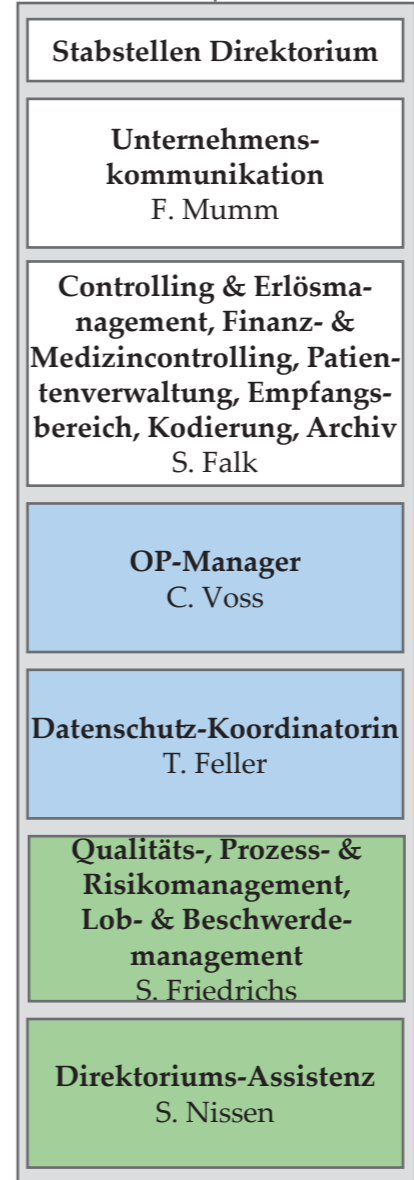 Stabstellen Direktorium
Unternehmens-
kommunikation
F. Mumm
Controlling & Erlösma-
nagement, Finanz- &
Medizincontrolling, Patien-
tenverwaltung, Empfangs-
bereich, Kodierung, Archiv
S. Falk
OP-Manager
C. Voss
Datenschutz-Koordinatorin
T. Feller
Qualitäts-, Prozess- &
Risikomanagement,
Lob- & Beschwerde-
management
S. Friedrichs
Direktoriums-Assistenz
S. Nissen